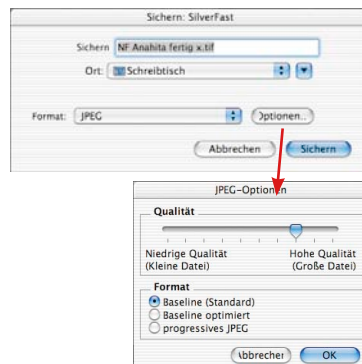 Sichern: SilverFast
Sichern NF Anahita fertig x.tif
Ort: Schreibtisch
Format: JPEG Optionen..
Abbrechen Sichern
JPEG-Optionen
Qualität
Niedrige Qualität Hohe Qualität
(Kleine Datei) (Große Datei)
Format
Baseline (Standard)
Baseline optimiert
progressives JPEG
Abbrechen OK